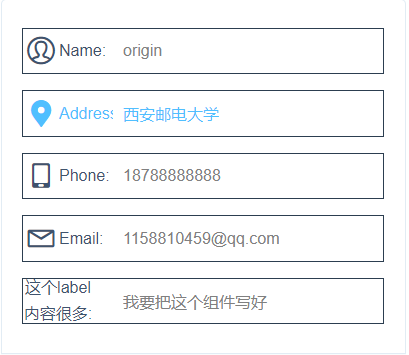 Name: origin
Address 西安邮电大学
Phone: 18788888888
Email: 1158810459@qq.com
这个label
内容很多: 我要把这个组件写好